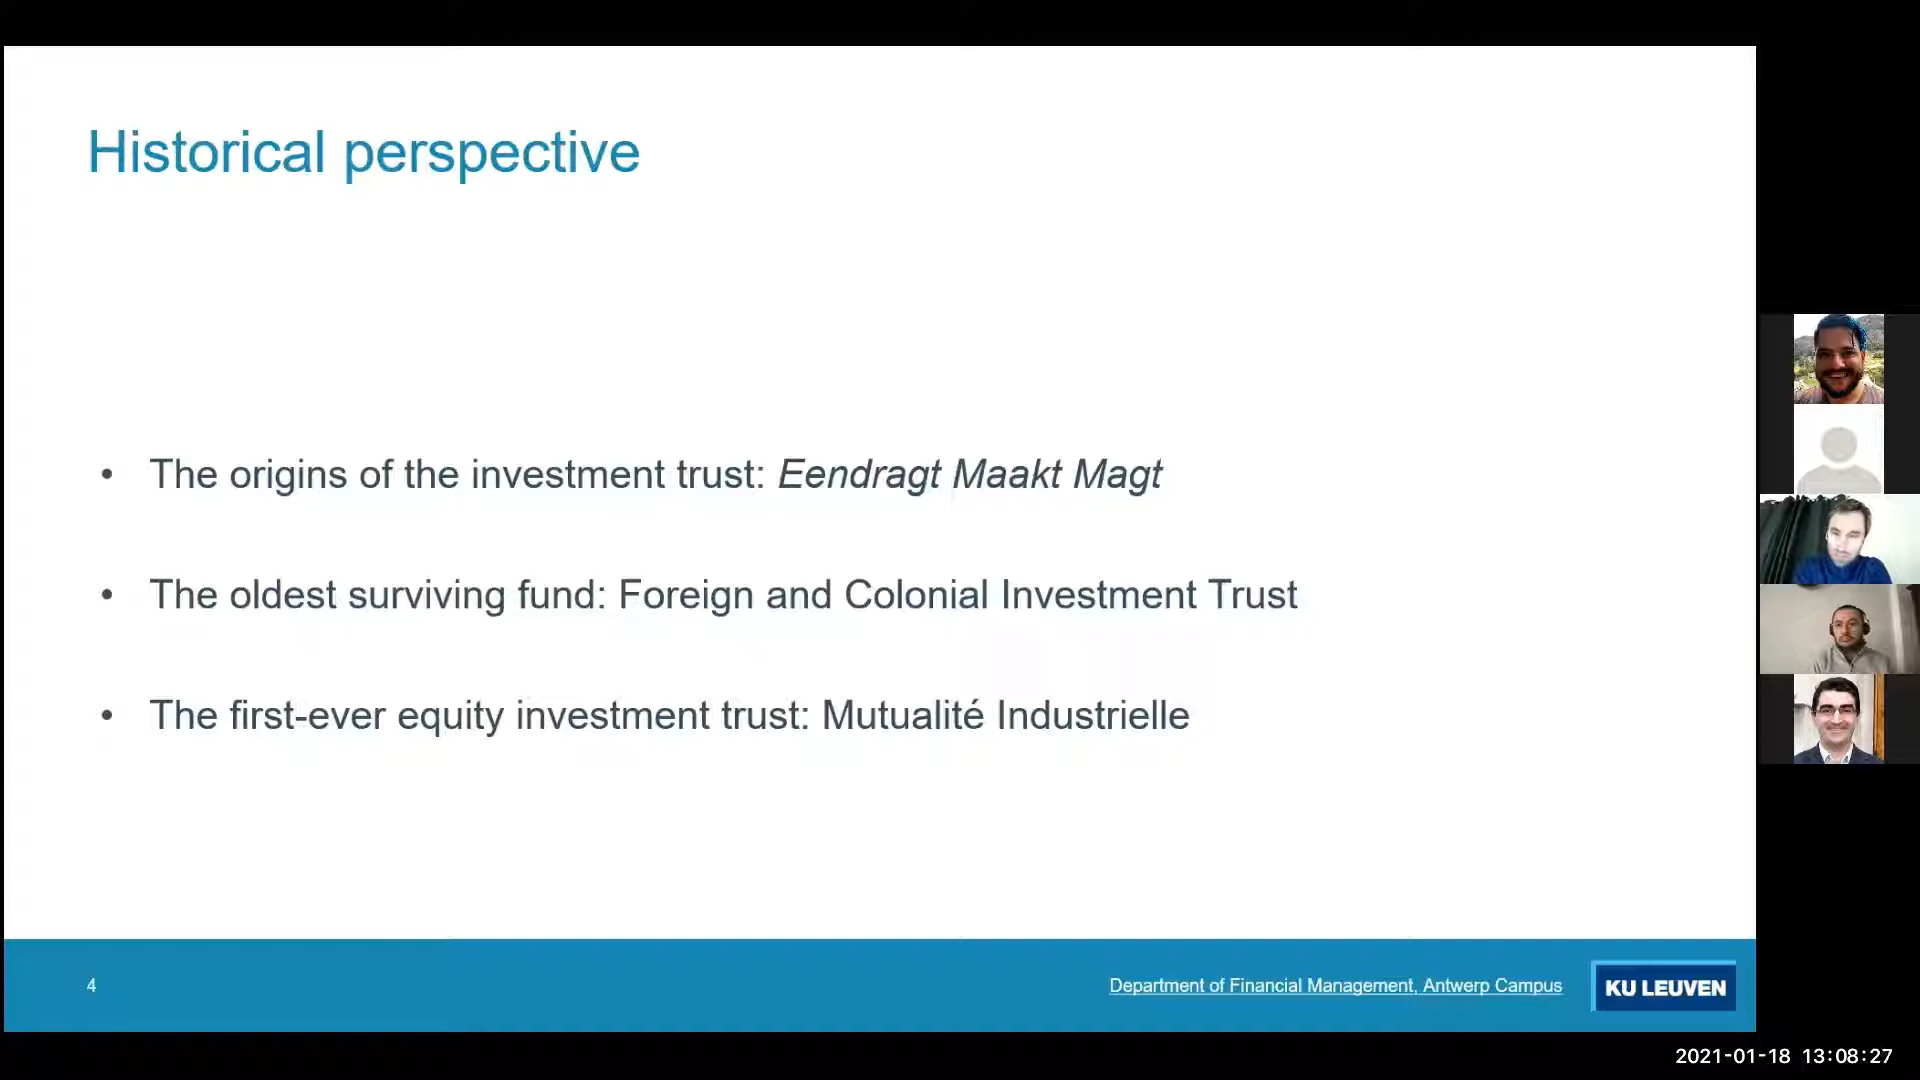 Historical perspective
• The origins of the investment trust: Eendragt Maakt Magt
• The oldest surviving fund: Foreign and Colonial Investment Trust
• The first-ever equity investment trust: Mutualité Industrielle
4
Department of Financial Management, Antwerp Campus
KU LEUVEN
2021-01-18 13:08:27